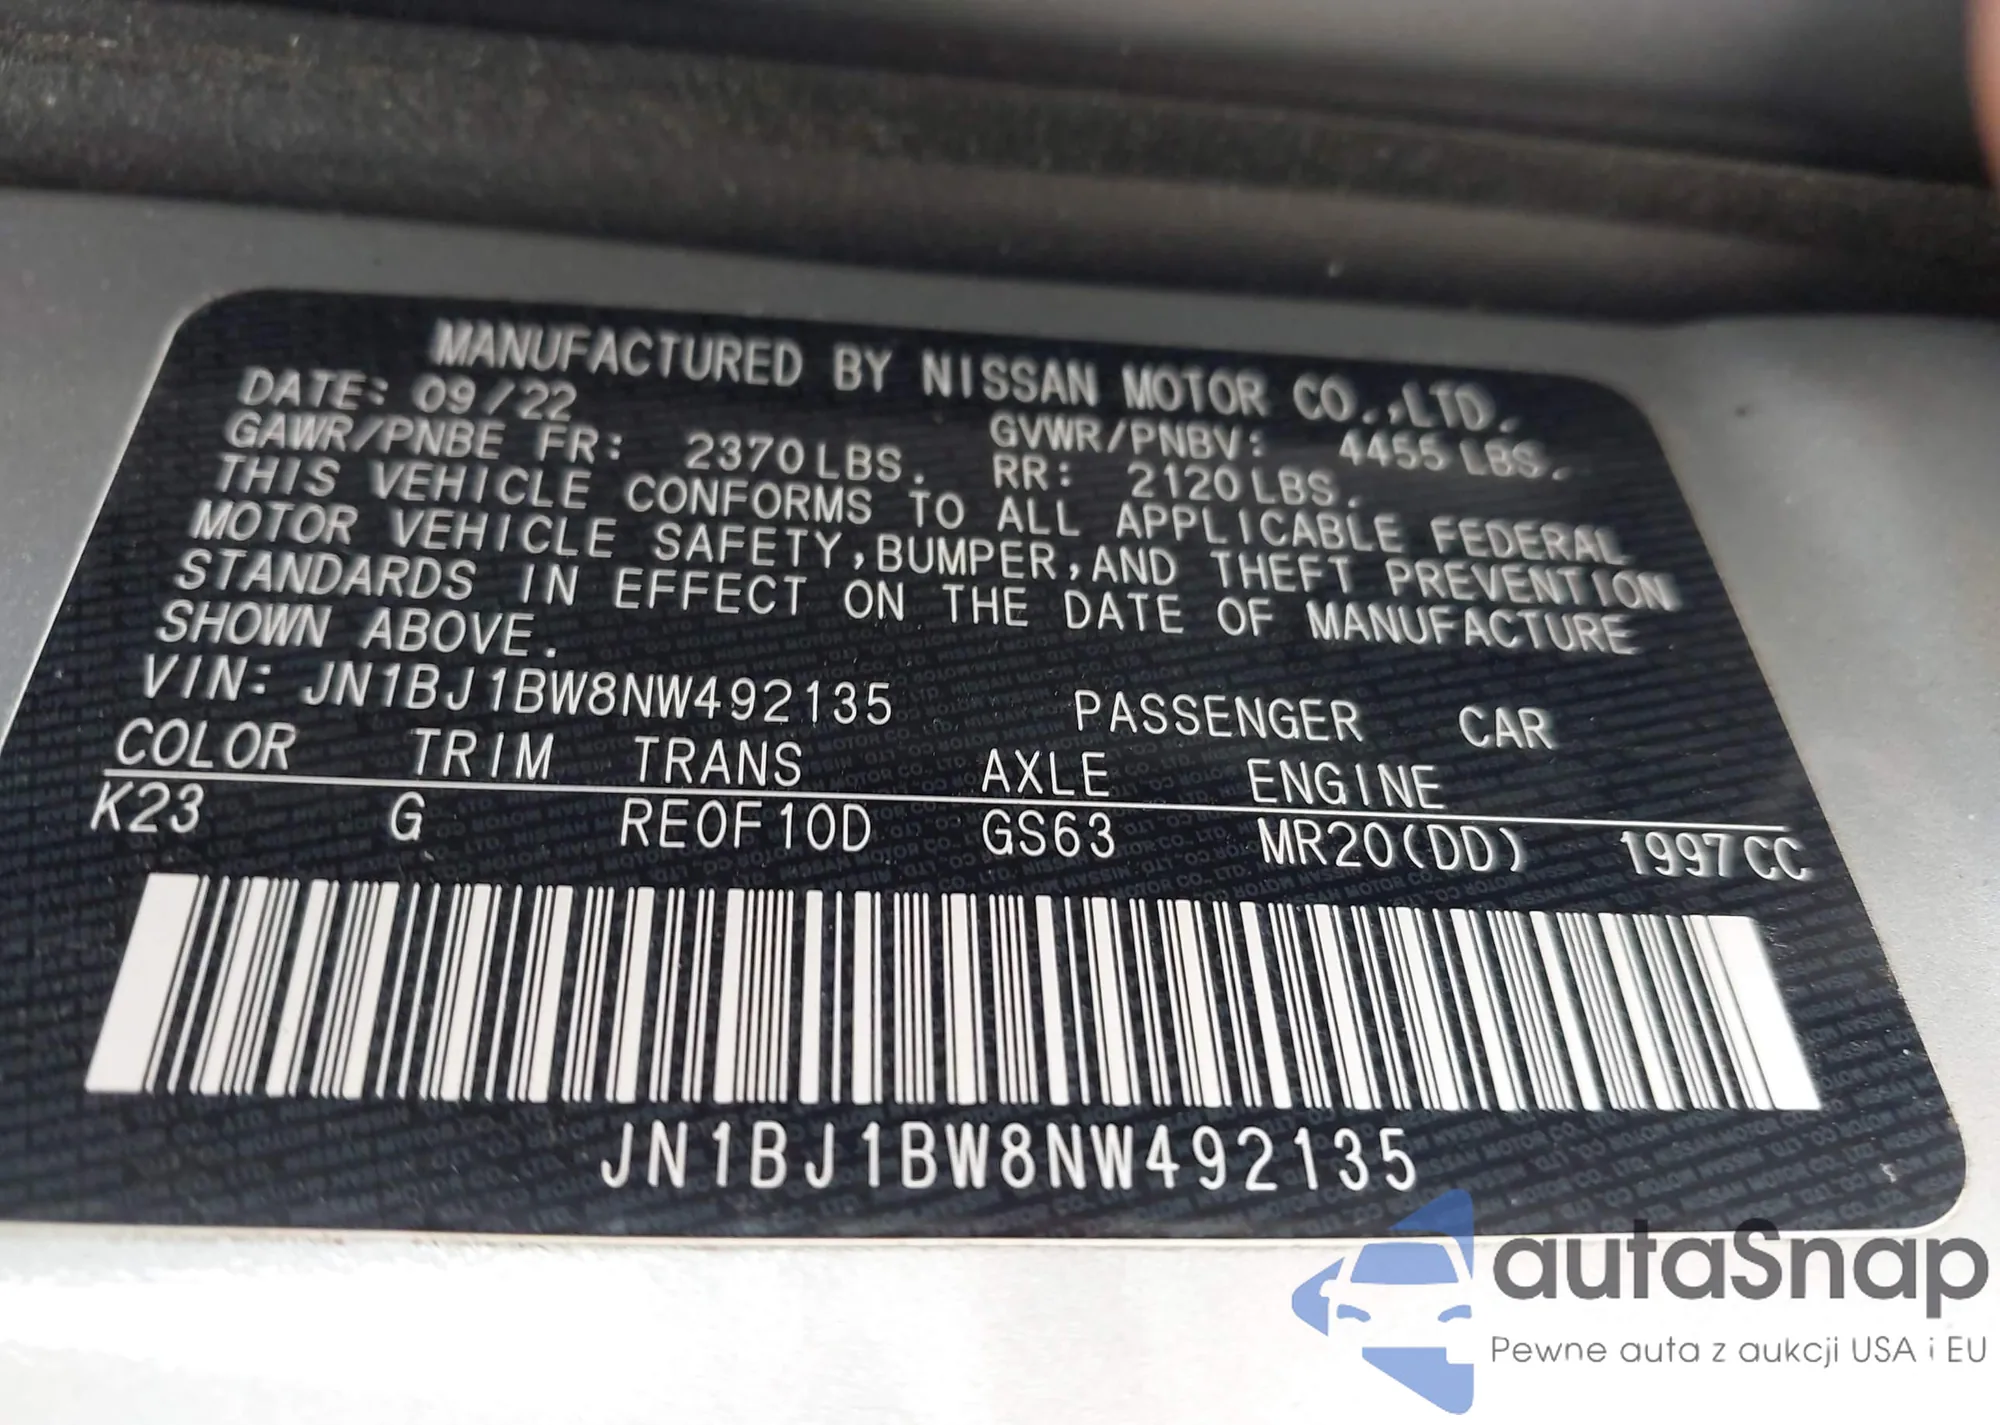 MANUFACTURED BY NISSAN MOTOR CO.,LTD.
DATE: 09/22
GVWR/PNBV: 4455 LBS.
GAWR/PNBE FR: 2370LBS. RR: 2120LBS.
THIS VEHICLE CONFORMS TO ALL APPLICABLE FEDERAL
MOTOR VEHICLE SAFETY,BUMPER,AND THEFT PREVENTION
STANDARDS IN EFFECT ON THE DATE OF MANUFACTURE
SHOWN ABOVE.
VIN: JN1BJ1BW8NW492135 PASSENGER CAR
COLOR TRIM TRANS AXLE ENGINE
K23 G RE0F10D GS63 MR20(DD) 1997CC
JN1BJ1BW8NW492135
autaSnap
Pewne auta z aukcji USA i EU